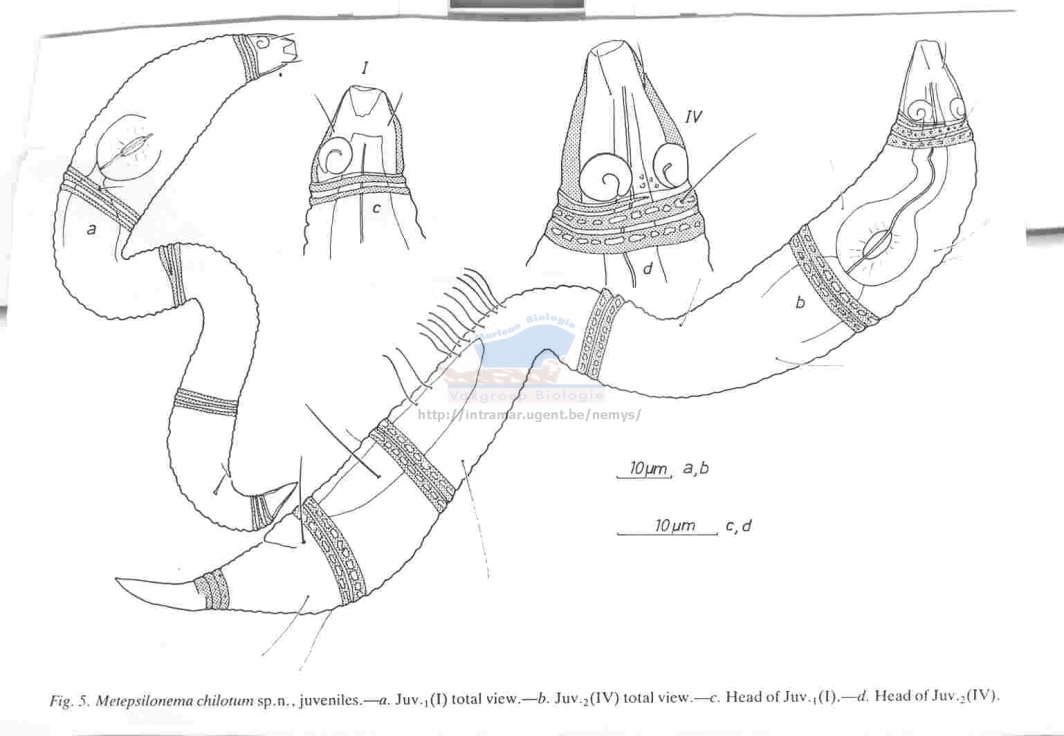 I
IV
a
c
d
b
Mariene Biologie
Vakgroep Biologie
http://intramar.ugent.be/nemys/
10µm a,b
10µm c,d
Fig. 5. Metepsilonema chilotum sp.n., juveniles.—a. Juv.₁(I) total view.—b. Juv.₂(IV) total view.—c. Head of Juv.₁(I).—d. Head of Juv.₂(IV).